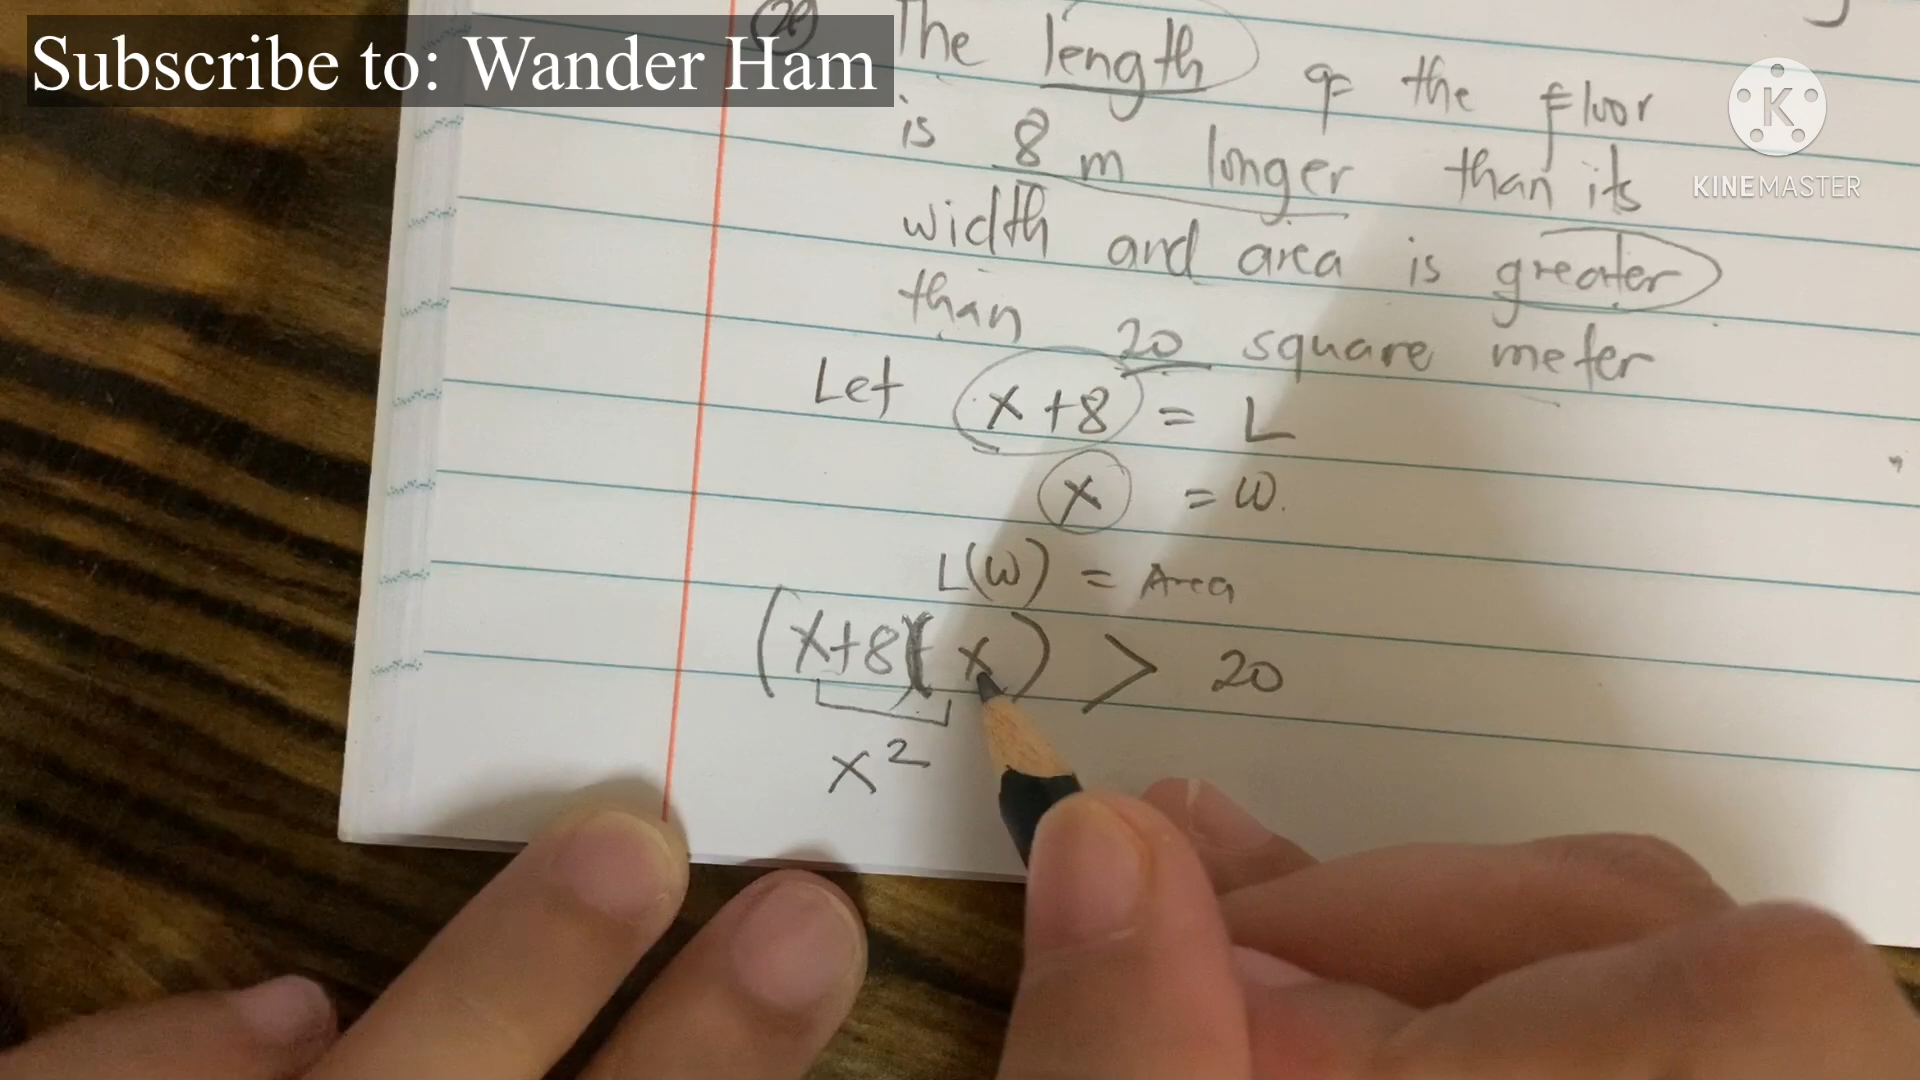 Subscribe to: Wander Ham
29 The length of the floor
is 8 m longer than its
width and area is greater
than 20 square meter
Let x+8 = L
x = W.
L(W) = Area
(x+8)(x) > 20
x²
KINEMASTER